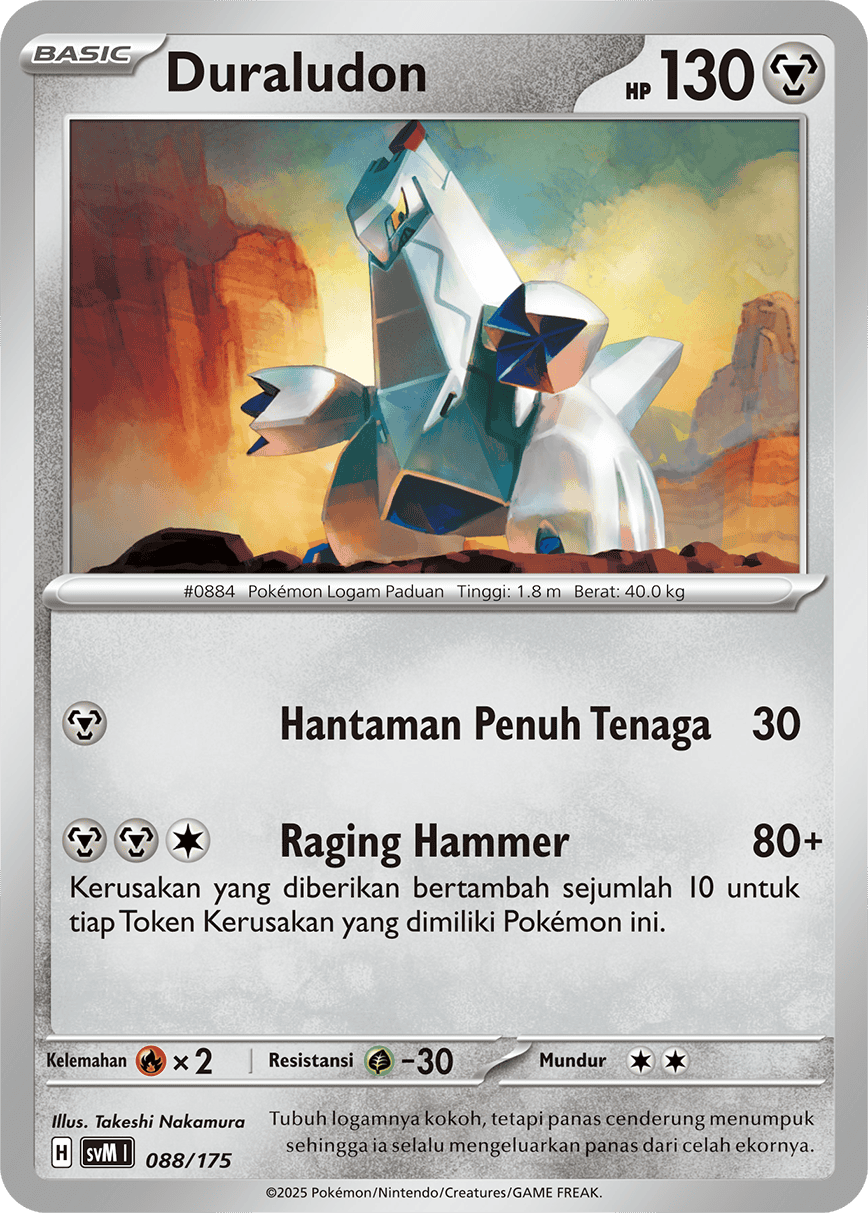 BASIC
Duraludon
HP 130
#0884 Pokémon Logam Paduan Tinggi: 1.8 m Berat: 40.0 kg
Hantaman Penuh Tenaga 30
Raging Hammer 80+
Kerusakan yang diberikan bertambah sejumlah 10 untuk
tiap Token Kerusakan yang dimiliki Pokémon ini.
Kelemahan ×2 Resistansi -30 Mundur
Illus. Takeshi Nakamura
Tubuh logamnya kokoh, tetapi panas cenderung menumpuk
sehingga ia selalu mengeluarkan panas dari celah ekornya.
H svM I 088/175
©2025 Pokémon/Nintendo/Creatures/GAME FREAK.